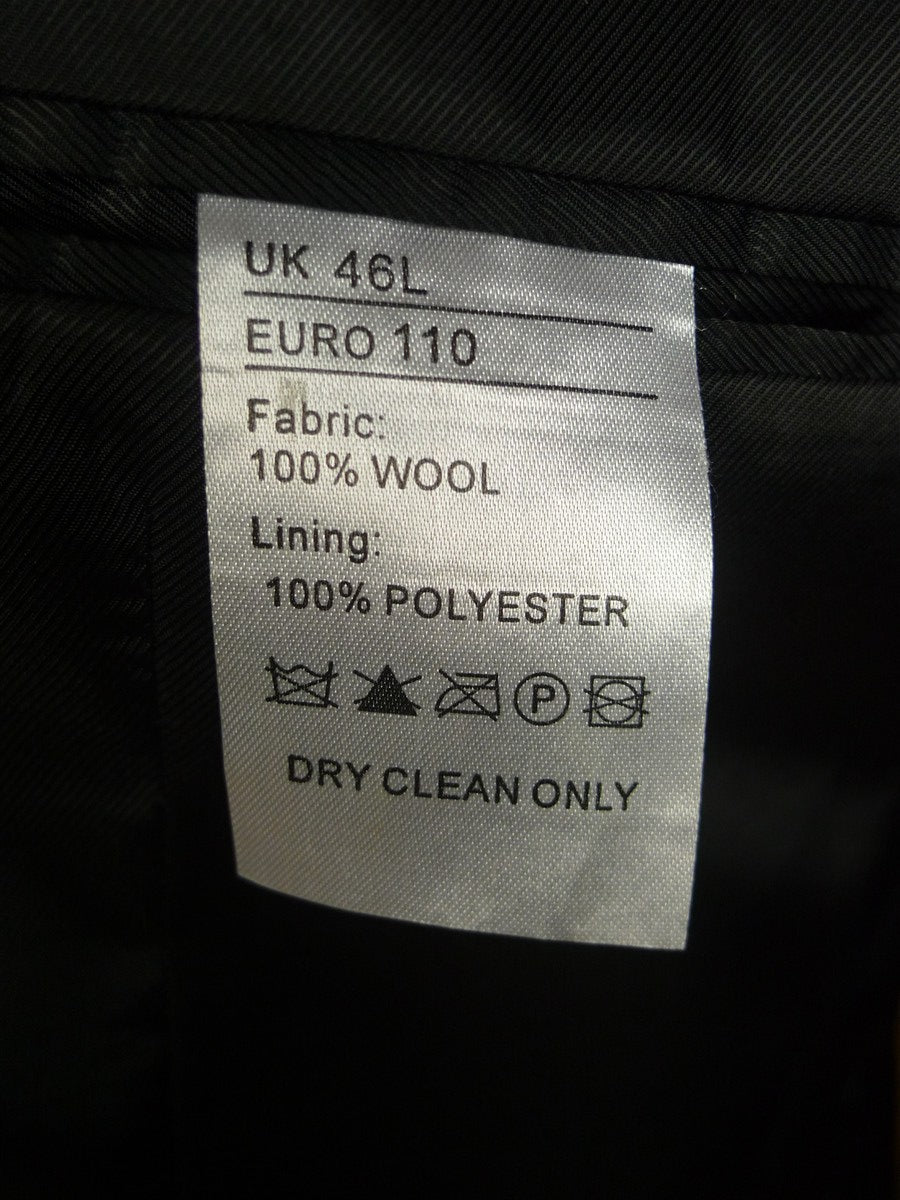 UK 46L
EURO 110
Fabric:
100% WOOL
Lining:
100% POLYESTER
P
DRY CLEAN ONLY